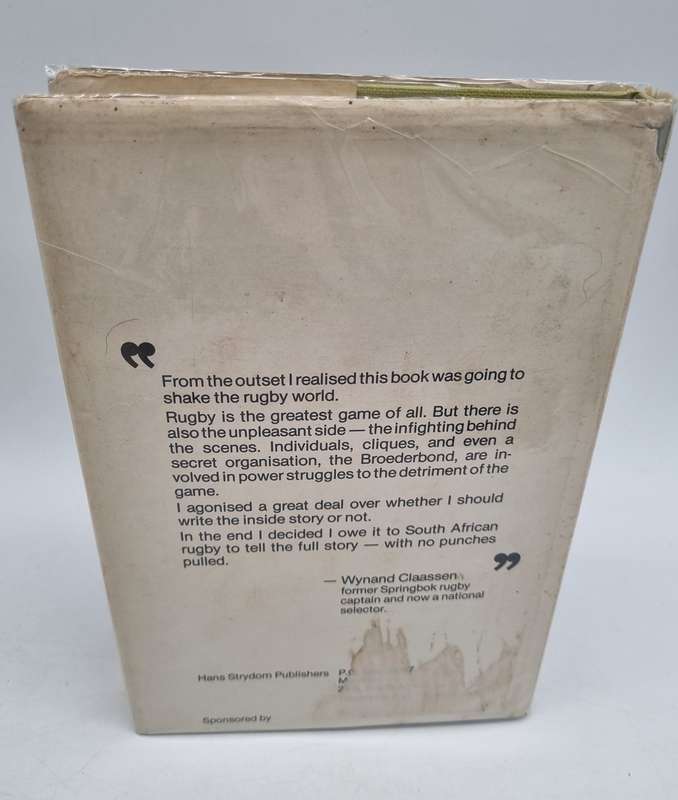 “
From the outset I realised this book was going to
shake the rugby world.
Rugby is the greatest game of all. But there is
also the unpleasant side — the infighting behind
the scenes. Individuals, cliques, and even a
secret organisation, the Broederbond, are in-
volved in power struggles to the detriment of the
game.
I agonised a great deal over whether I should
write the inside story or not.
In the end I decided I owe it to South African
rugby to tell the full story — with no punches
pulled.
”
— Wynand Claassen
former Springbok rugby
captain and now a national
selector.
Hans Strydom Publishers
Sponsored by